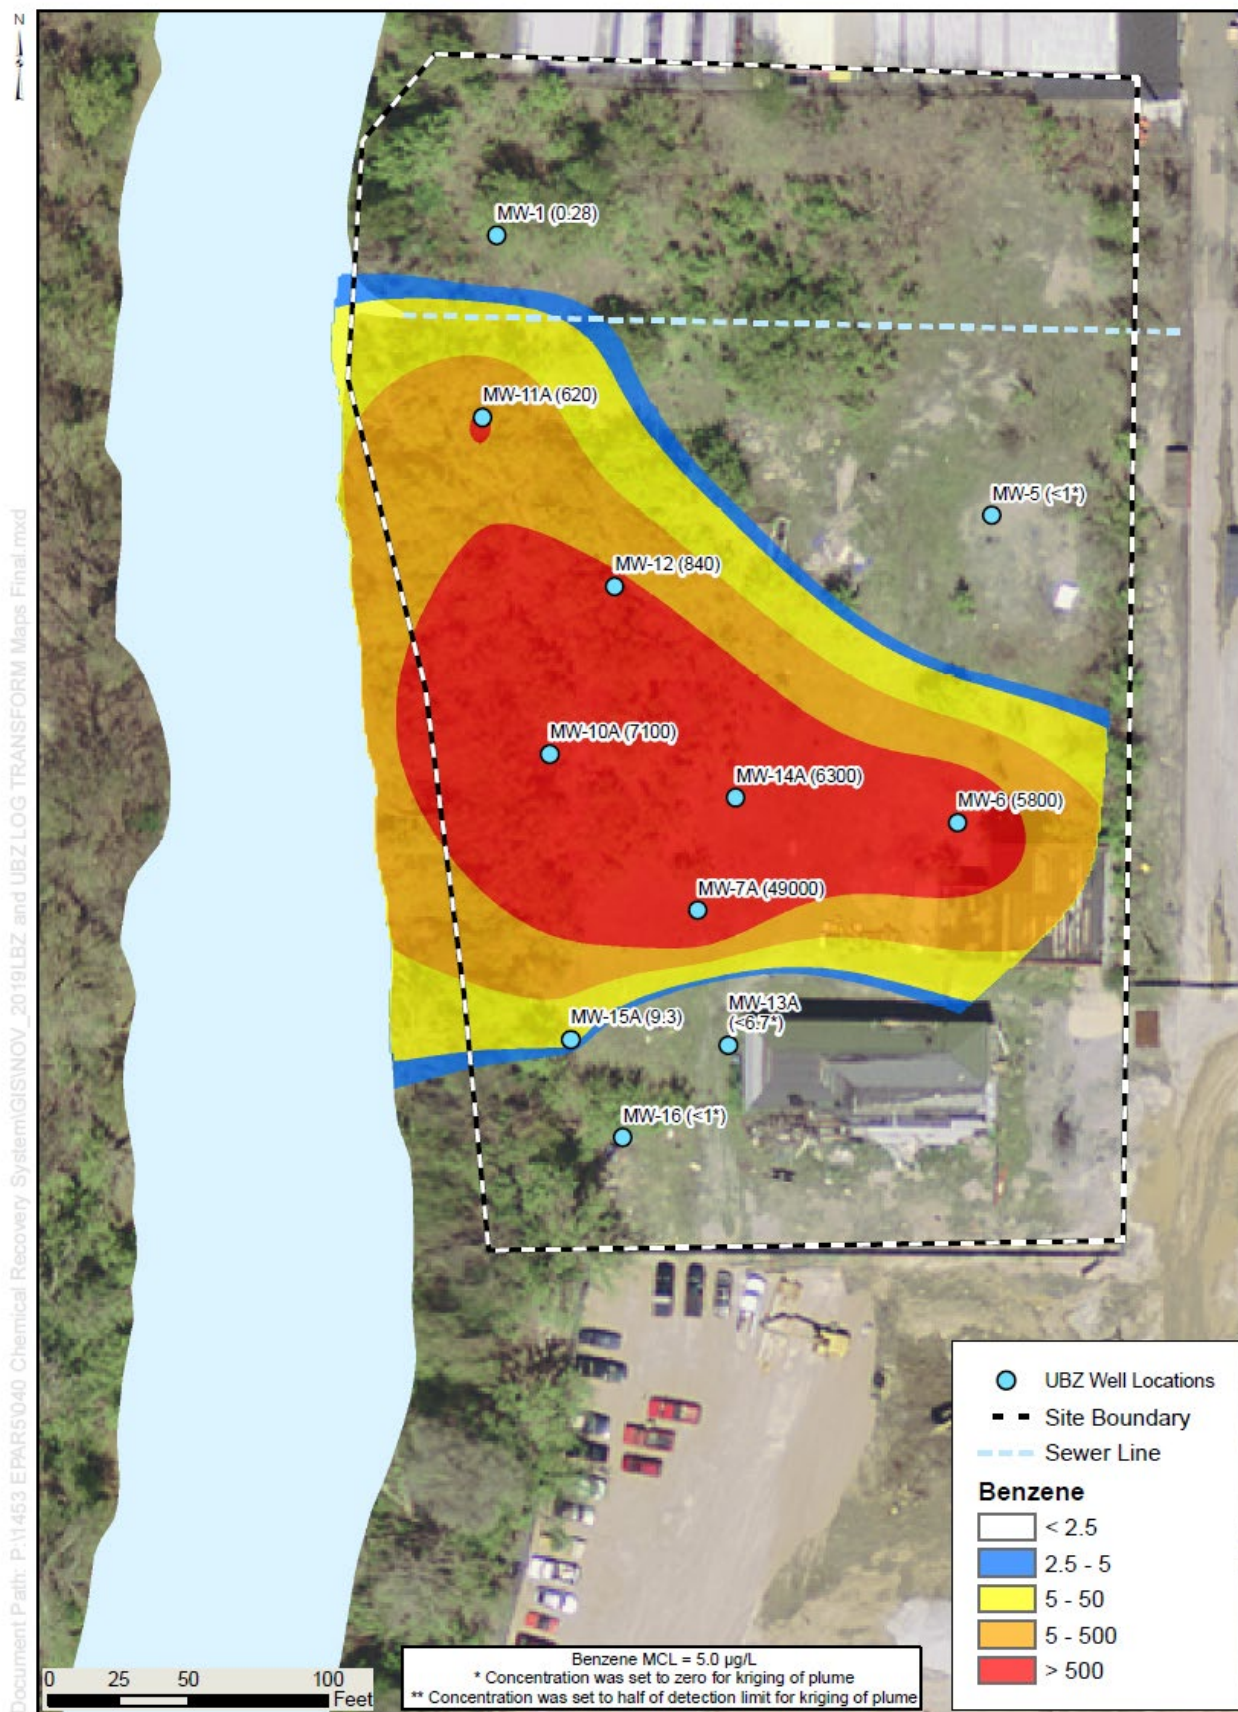 N
MW-1 (0.28)
MW-11A (620)
MW-5 (<1*)
MW-12 (840)
MW-10A (7100)
MW-14A (6300)
MW-6 (5800)
MW-7A (49000)
MW-15A (9.3)
MW-13A
(<6.7*)
MW-16 (<1*)
UBZ Well Locations
Site Boundary
Sewer Line
Benzene
< 2.5
2.5 - 5
5 - 50
5 - 500
> 500
0 25 50 100
Feet
Benzene MCL = 5.0 µg/L
* Concentration was set to zero for kriging of plume
** Concentration was set to half of detection limit for kriging of plume
Document Path: P:\1453 EPAR5\040 Chemical Recovery System\GIS\NOV_2019LBZ and UBZ LOG TRANSFORM Maps Final.mxd